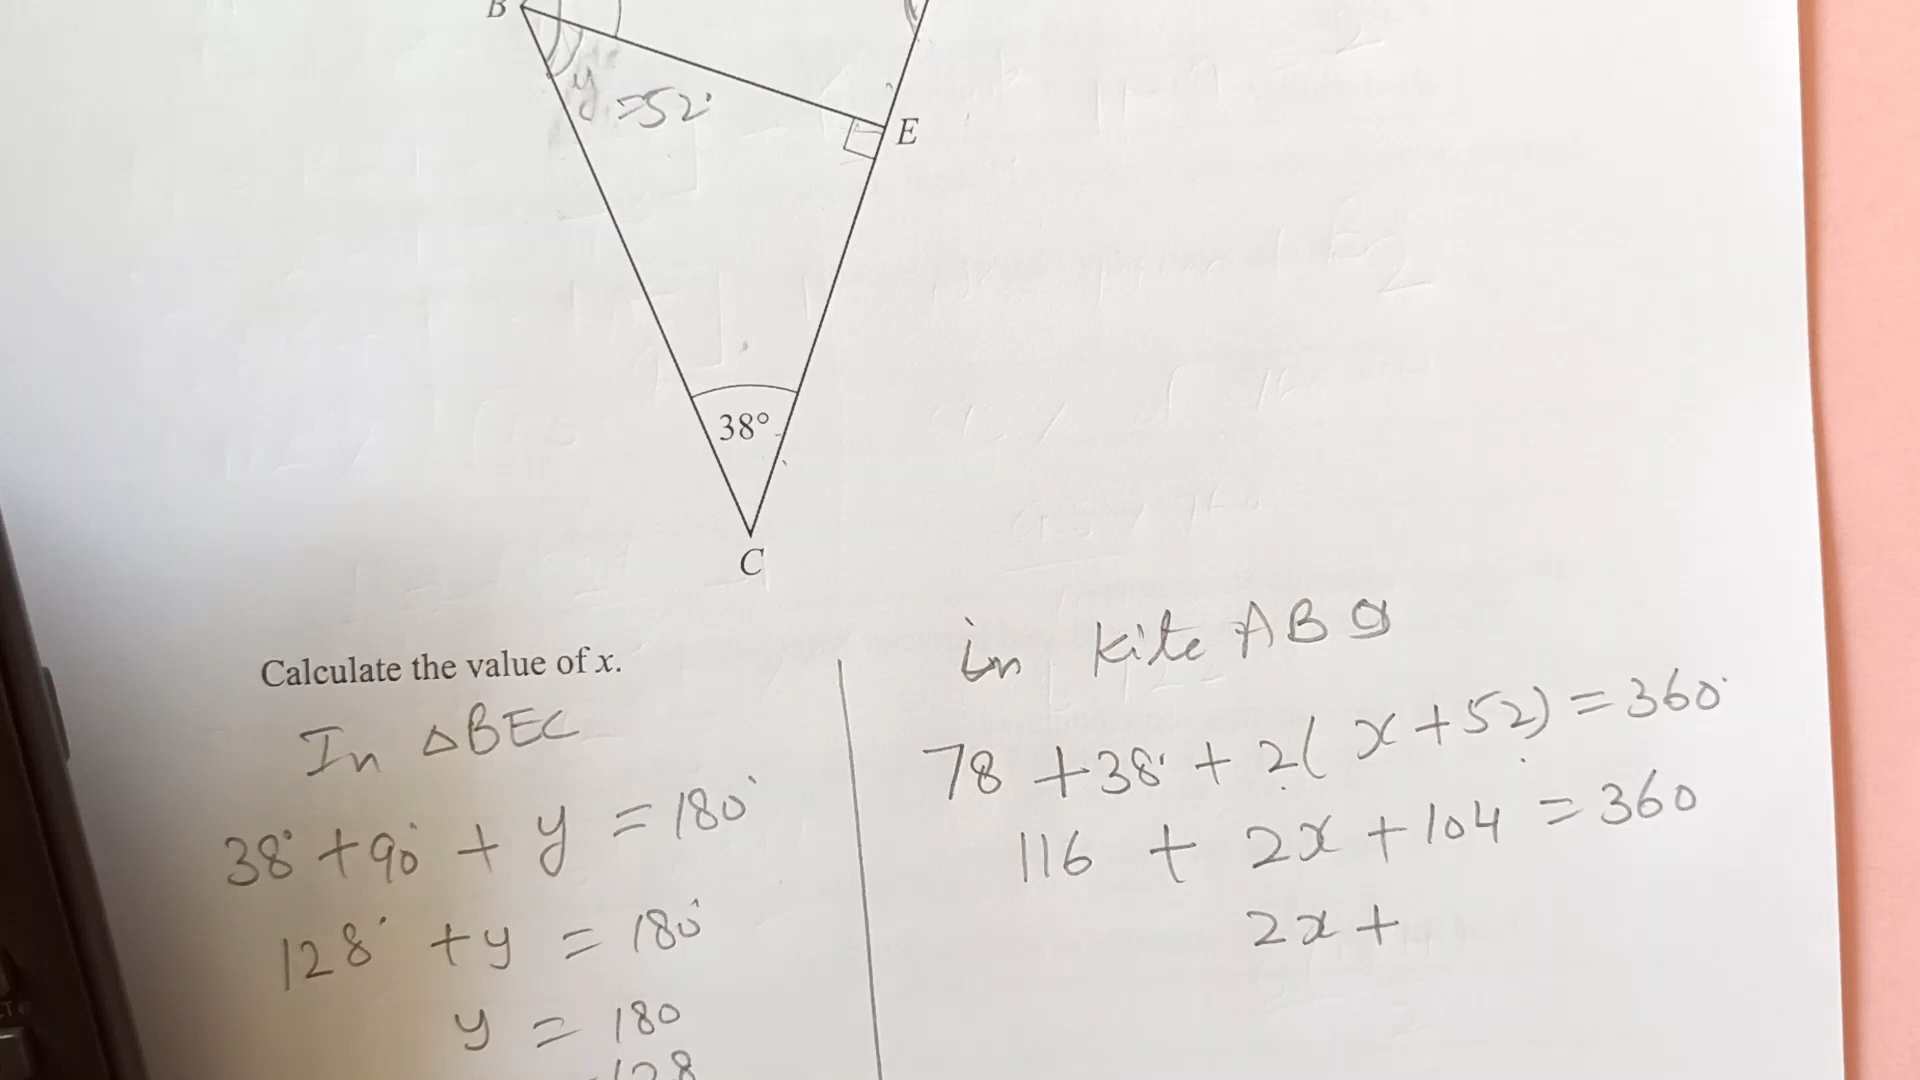 B
y
=52°
E
38°
C
Calculate the value of x.
In △BEC
38° + 90° + y = 180°
128° + y = 180°
y = 180
-128
in kite AB
78 + 38° + 2( x + 52) = 360°
116 + 2x + 104 = 360
2x +